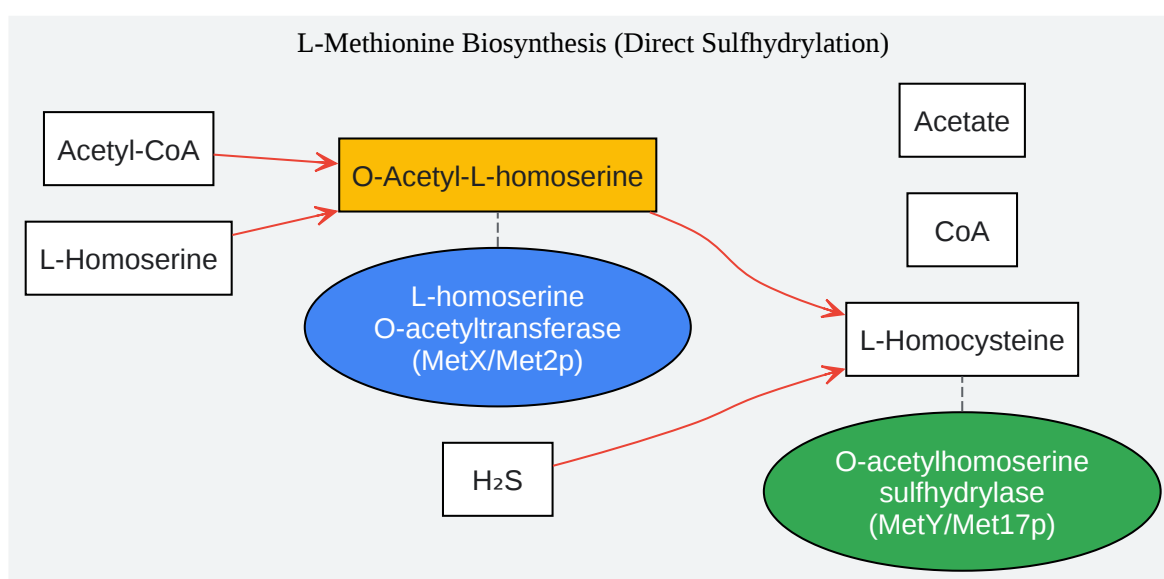 L-Methionine Biosynthesis (Direct Sulfhydrylation)
Acetyl-CoA
L-Homoserine
O-Acetyl-L-homoserine
L-homoserine
O-acetyltransferase
(MetX/Met2p)
H₂S
Acetate
CoA
L-Homocysteine
O-acetylhomoserine
sulfhydrylase
(MetY/Met17p)